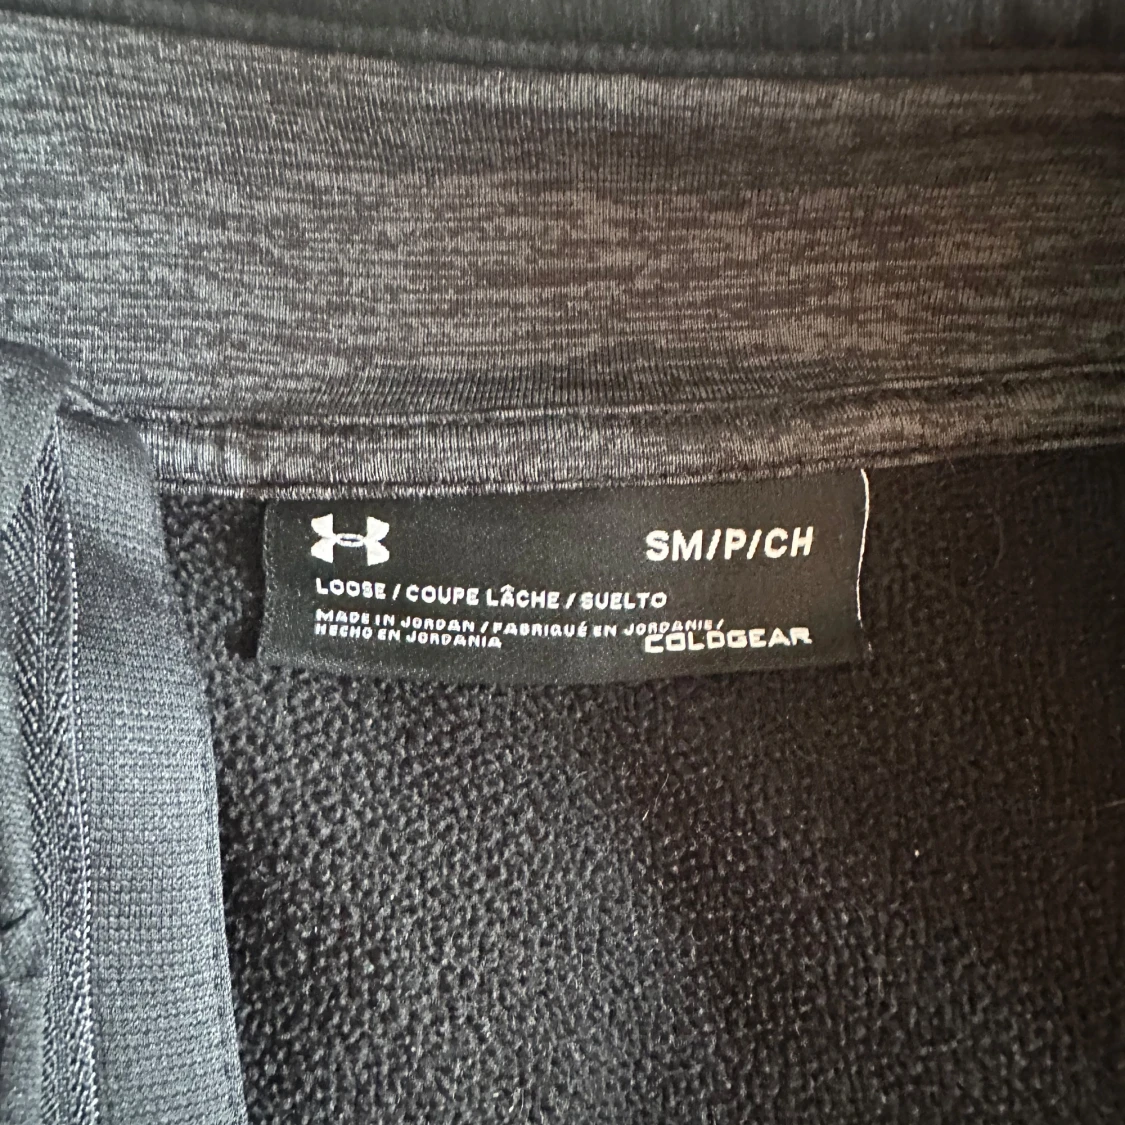 SM/P/CH
LOOSE / COUPE LÂCHE / SUELTO
MADE IN JORDAN / FABRIQUÉ EN JORDANIE /
HECHO EN JORDANIA
COLDGEAR